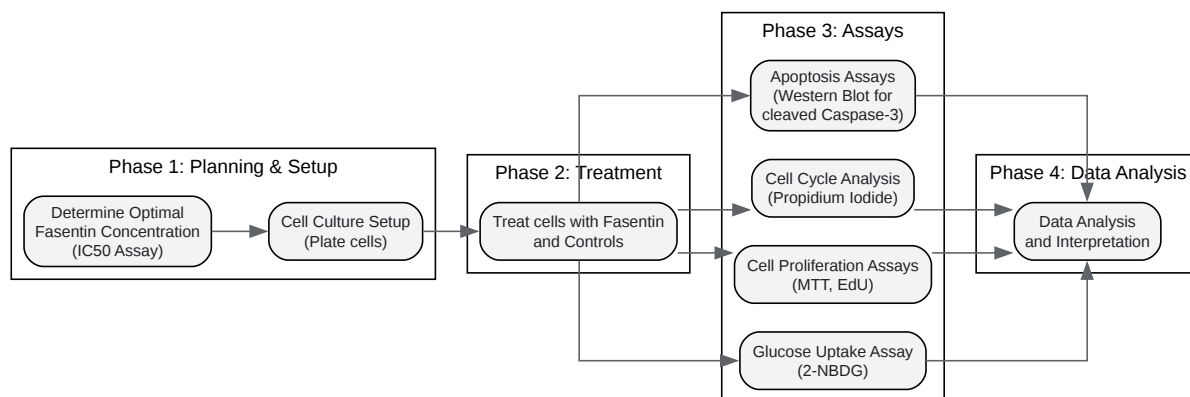 Phase 1: Planning & Setup
Determine Optimal
Fasentin Concentration
(IC50 Assay)
Cell Culture Setup
(Plate cells)
Phase 2: Treatment
Treat cells with Fasentin
and Controls
Phase 3: Assays
Apoptosis Assays
(Western Blot for
cleaved Caspase-3)
Cell Cycle Analysis
(Propidium Iodide)
Cell Proliferation Assays
(MTT, EdU)
Glucose Uptake Assay
(2-NBDG)
Phase 4: Data Analysis
Data Analysis
and Interpretation